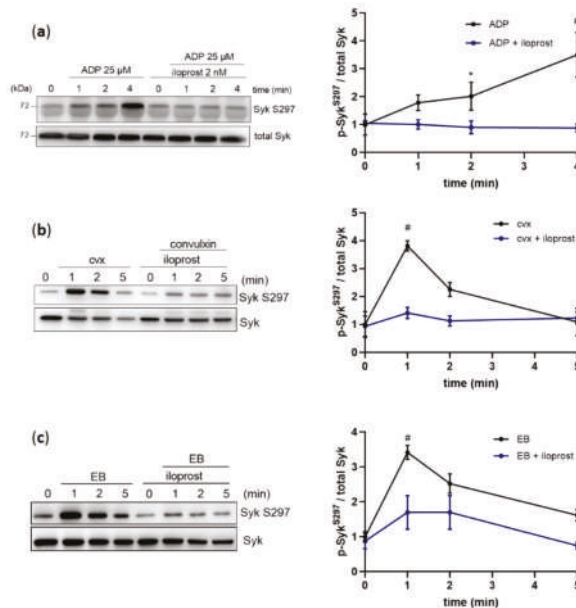 (a)
ADP 25 µM
ADP 25 µM
iloprost 2 nM
(kDa) 0 1 2 4 0 1 2 4 time (min)
72 Syk S297
72 total Syk
p-Syk^S297 / total Syk
5
4
3
2
1
0
*
ADP
ADP + iloprost
0 1 2 3 4
time (min)
(b)
convulxin
cvx iloprost
0 1 2 5 0 1 2 5 (min)
Syk S297
Syk
p-Syk^S297 / total Syk
5
4
3
2
1
0
#
cvx
cvx + iloprost
0 1 2 3 4 5
time (min)
(c)
EB
EB iloprost
0 1 2 5 0 1 2 5 (min)
Syk S297
Syk
p-Syk^S297 / total Syk
4
3
2
1
0
#
EB
EB + iloprost
0 1 2 3 4 5
time (min)